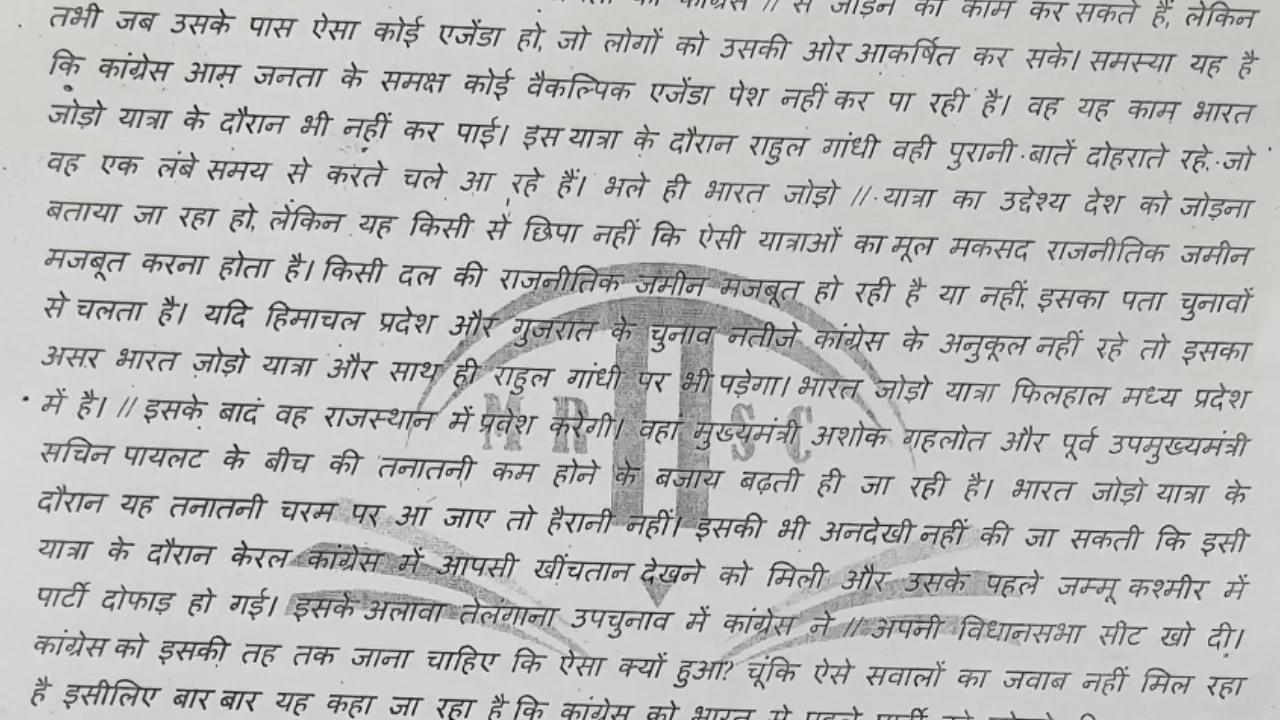 कांग्रेस // से जोड़ने का काम कर सकते हैं, लेकिन
तभी जब उसके पास ऐसा कोई एजेंडा हो, जो लोगों को उसकी ओर आकर्षित कर सके। समस्या यह है
कि कांग्रेस आम जनता के समक्ष कोई वैकल्पिक एजेंडा पेश नहीं कर पा रही है। वह यह काम भारत
जोड़ो यात्रा के दौरान भी नहीं कर पाई। इस यात्रा के दौरान राहुल गांधी वही पुरानी बातें दोहराते रहे, जो
वह एक लंबे समय से करते चले आ रहे हैं। भले ही भारत जोड़ो // यात्रा का उद्देश्य देश को जोड़ना
बताया जा रहा हो, लेकिन यह किसी से छिपा नहीं कि ऐसी यात्राओं का मूल मकसद राजनीतिक जमीन
मजबूत करना होता है। किसी दल की राजनीतिक जमीन मजबूत हो रही है या नहीं, इसका पता चुनावों
से चलता है। यदि हिमाचल प्रदेश और गुजरात के चुनाव नतीजे कांग्रेस के अनुकूल नहीं रहे तो इसका
असर भारत जोड़ो यात्रा और साथ ही राहुल गांधी पर भी पड़ेगा। भारत जोड़ो यात्रा फिलहाल मध्य प्रदेश
में है। // इसके बाद वह राजस्थान में प्रवेश करेगी। वहां मुख्यमंत्री अशोक गहलोत और पूर्व उपमुख्यमंत्री
सचिन पायलट के बीच की तनातनी कम होने के बजाय बढ़ती ही जा रही है। भारत जोड़ो यात्रा के
दौरान यह तनातनी चरम पर आ जाए तो हैरानी नहीं। इसकी भी अनदेखी नहीं की जा सकती कि इसी
यात्रा के दौरान केरल कांग्रेस में आपसी खींचतान देखने को मिली और उसके पहले जम्मू कश्मीर में
पार्टी दोफाड़ हो गई। इसके अलावा तेलंगाना उपचुनाव में कांग्रेस ने // अपनी विधानसभा सीट खो दी।
कांग्रेस को इसकी तह तक जाना चाहिए कि ऐसा क्यों हुआ? चूंकि ऐसे सवालों का जवाब नहीं मिल रहा
है इसीलिए बार बार यह कहा जा रहा है कि कांग्रेस को भारत से पहले पार्टी
M R H S C